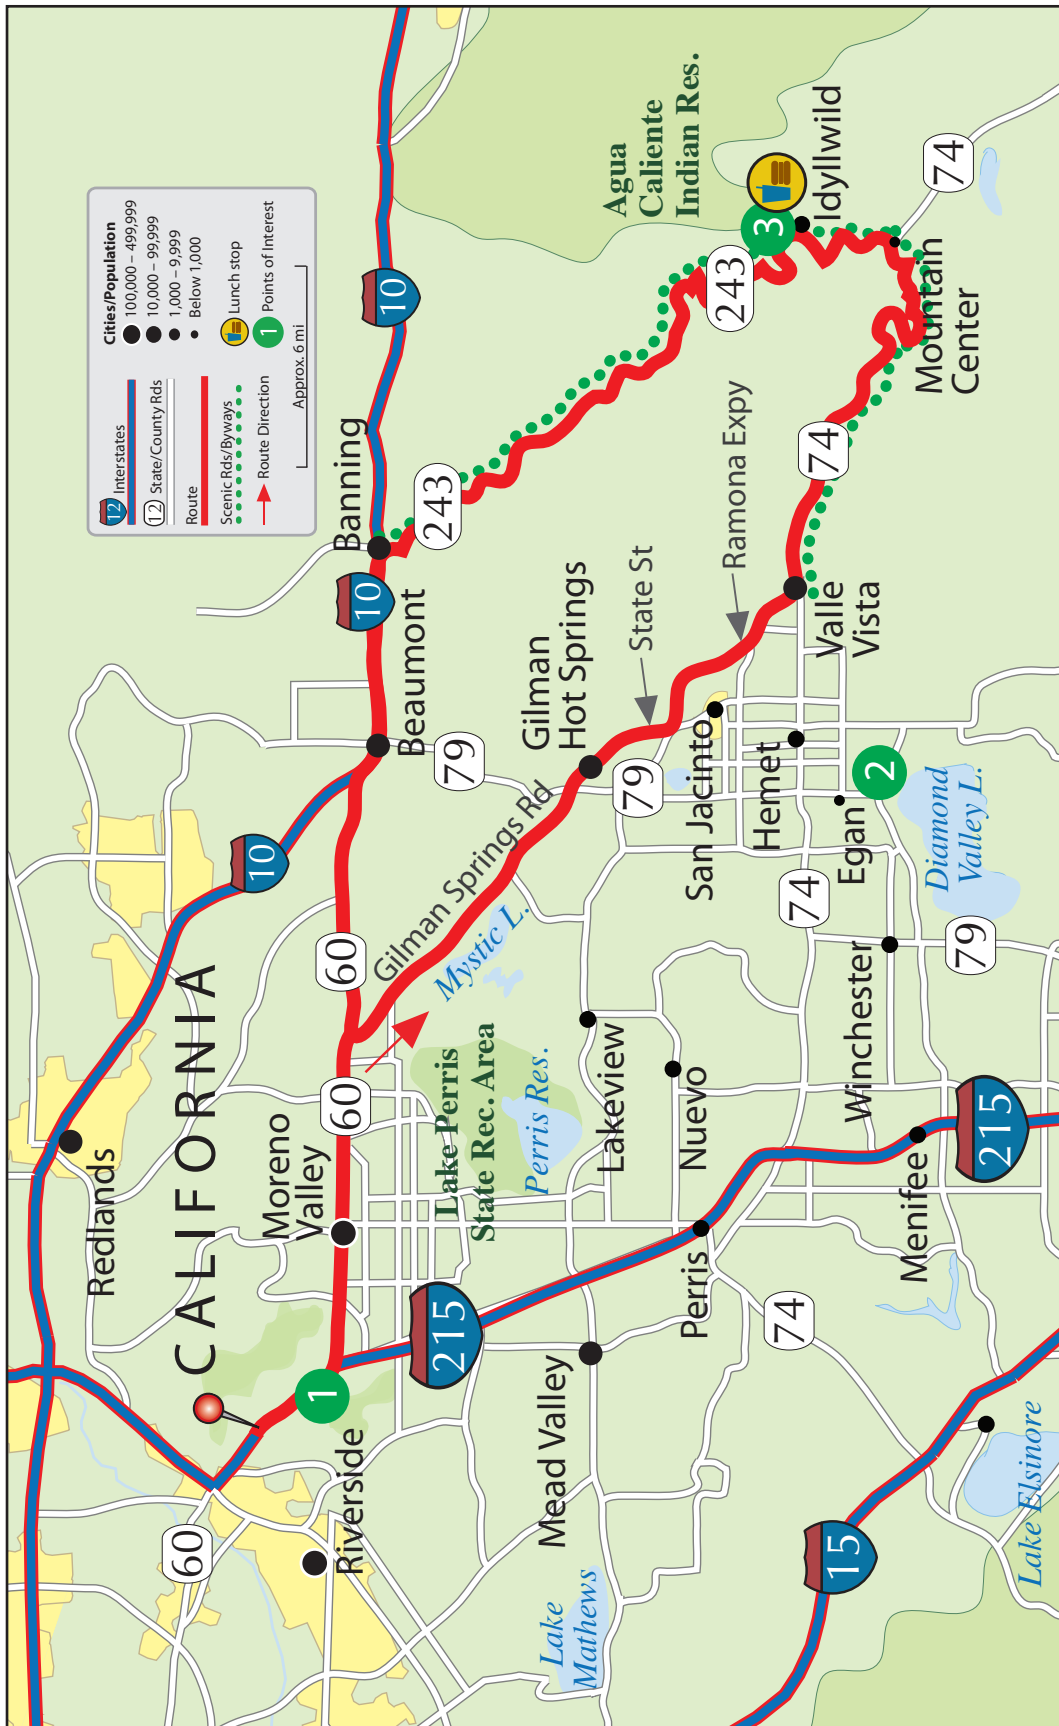 Cities/Population
100,000 – 499,999
10,000 – 99,999
1,000 – 9,999
Below 1,000
Lunch stop
1
Points of Interest
12
Interstates
12
State/County Rds
Route
Scenic Rds/Byways
Route Direction
Approx. 6 mi
CALIFORNIA
Redlands
10
60
Riverside
1
Moreno
Valley
60
60
Beaumont
10
Banning
10
243
215
Lake Perris
State Rec. Area
Perris Res.
Mystic L.
Gilman Springs Rd
79
Gilman
Hot Springs
State St
Ramona Expy
243
Agua
Caliente
Indian Res.
3
Idyllwild
Mead Valley
Lake
Mathews
Lakeview
Nuevo
Perris
79
San Jacinto
Hemet
Valle
Vista
74
Mountain
Center
74
74
74
Egan
2
Diamond
Valley L.
Winchester
79
Menifee
215
15
Lake Elsinore